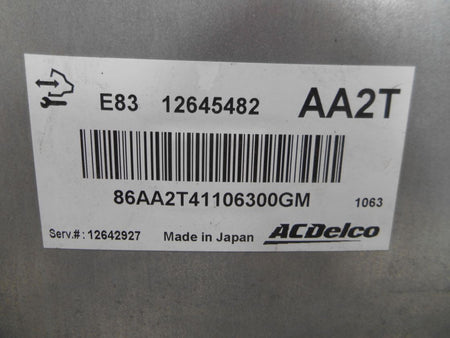 E83 12645482 AA2T
86AA2T41106300GM 1063
Serv.#: 12642927 Made in Japan ACDelco